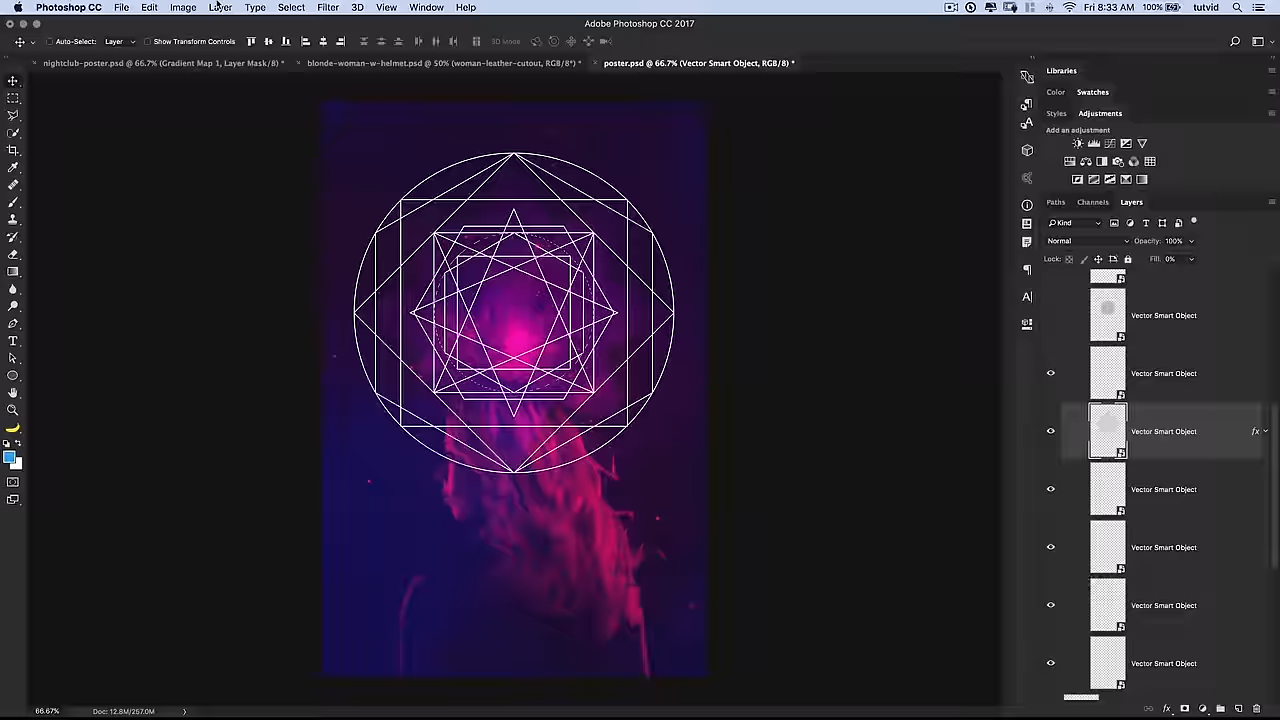 Photoshop CC File Edit Image Layer Type Select Filter 3D View Window Help Fri 8:33 AM 100% tutvid
Adobe Photoshop CC 2017
Auto-Select: Layer Show Transform Controls 3D Mode:
nightclub-poster.psd @ 66.7% (Gradient Map 1, Layer Mask/8) * blonde-woman-w-helmet.psd @ 50% (woman-leather-cutout, RGB/8*) * poster.psd @ 66.7% (Vector Smart Object, RGB/8) *
Libraries
Color Swatches
Styles Adjustments
Add an adjustment
Paths Channels Layers
Kind
Normal Opacity: 100%
Lock: Fill: 0%
Vector Smart Object
Vector Smart Object
Vector Smart Object fx
Vector Smart Object
Vector Smart Object
Vector Smart Object
Vector Smart Object
66.67% Doc: 12.8M/257.0M